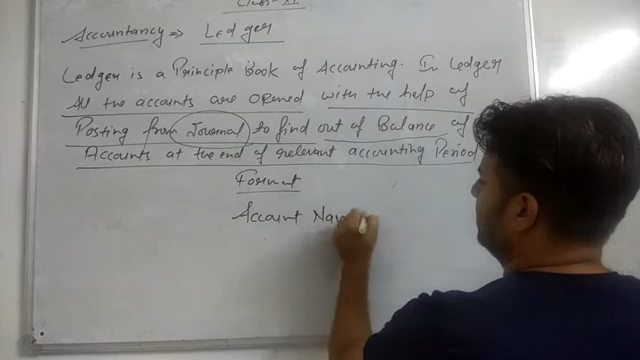 Class-XI
Accountancy ⇒ Ledger
Ledger is a Principle Book of Accounting. In Ledger
All the accounts are opened with the help of
Posting from Journal to find out of Balance of
Accounts at the end of relevant accounting Period
Format
Account Nam